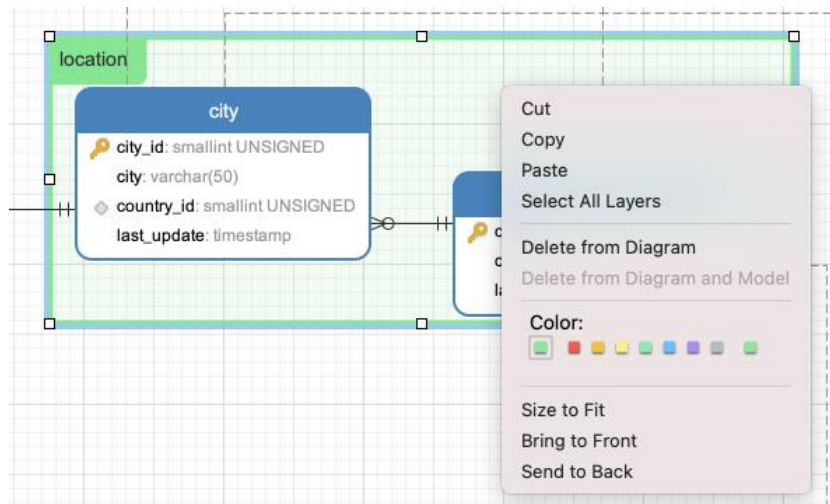 location
city
city_id: smallint UNSIGNED
city: varchar(50)
country_id: smallint UNSIGNED
last_update: timestamp
Cut
Copy
Paste
Select All Layers
Delete from Diagram
Delete from Diagram and Model
Color:
Size to Fit
Bring to Front
Send to Back